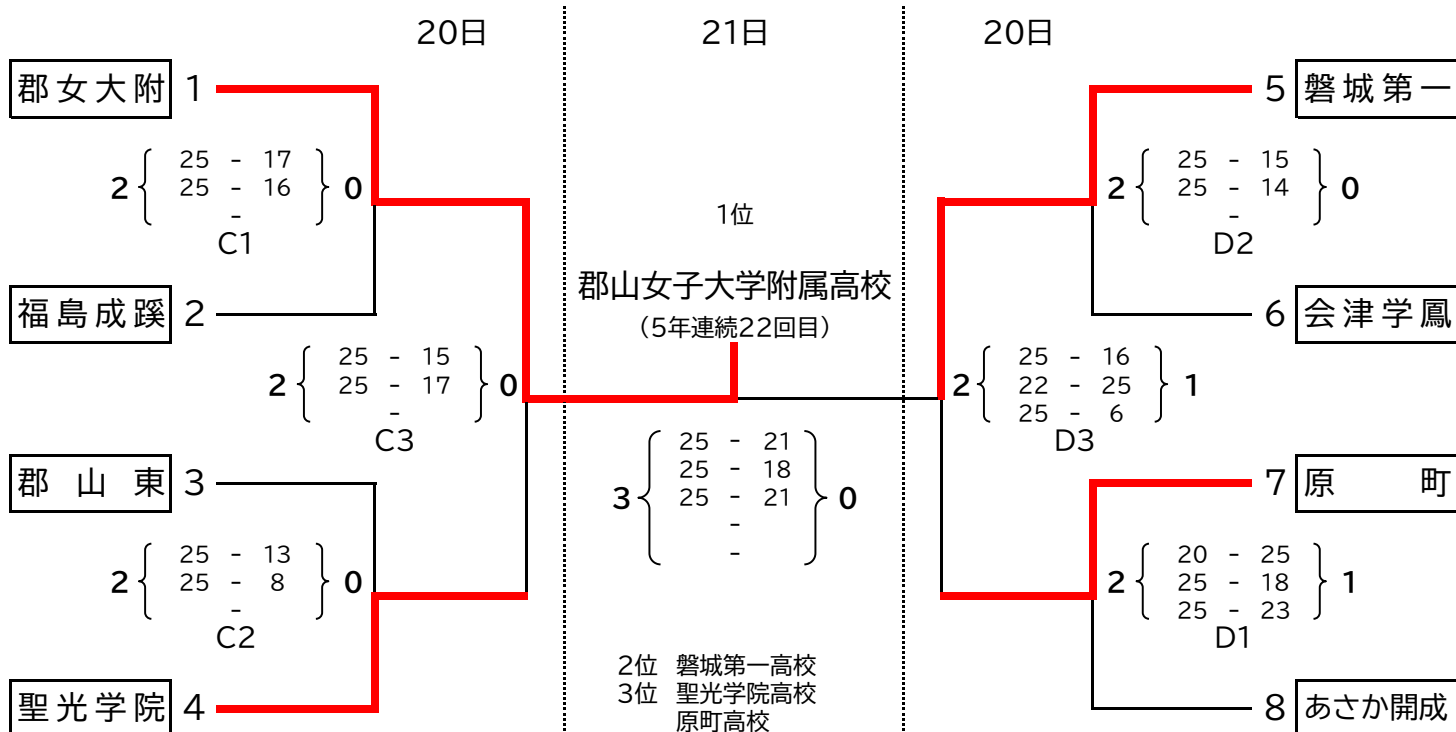 20日
21日
20日
郡女大附 1
2 25 - 17 0
25 - 16
-
C1
福島成蹊 2
2 25 - 15 0
25 - 17
-
C3
郡山東 3
2 25 - 13 0
25 - 8
-
C2
聖光学院 4
1位
郡山女子大学附属高校
(5年連続22回目)
3 25 - 21 0
25 - 18
25 - 21
-
-
2位 磐城第一高校
3位 聖光学院高校
原町高校
5 磐城第一
2 25 - 15 0
25 - 14
-
D2
6 会津学鳳
2 25 - 16 1
22 - 25
25 - 6
D3
7 原町
2 20 - 25 1
25 - 18
25 - 23
D1
8 あさか開成